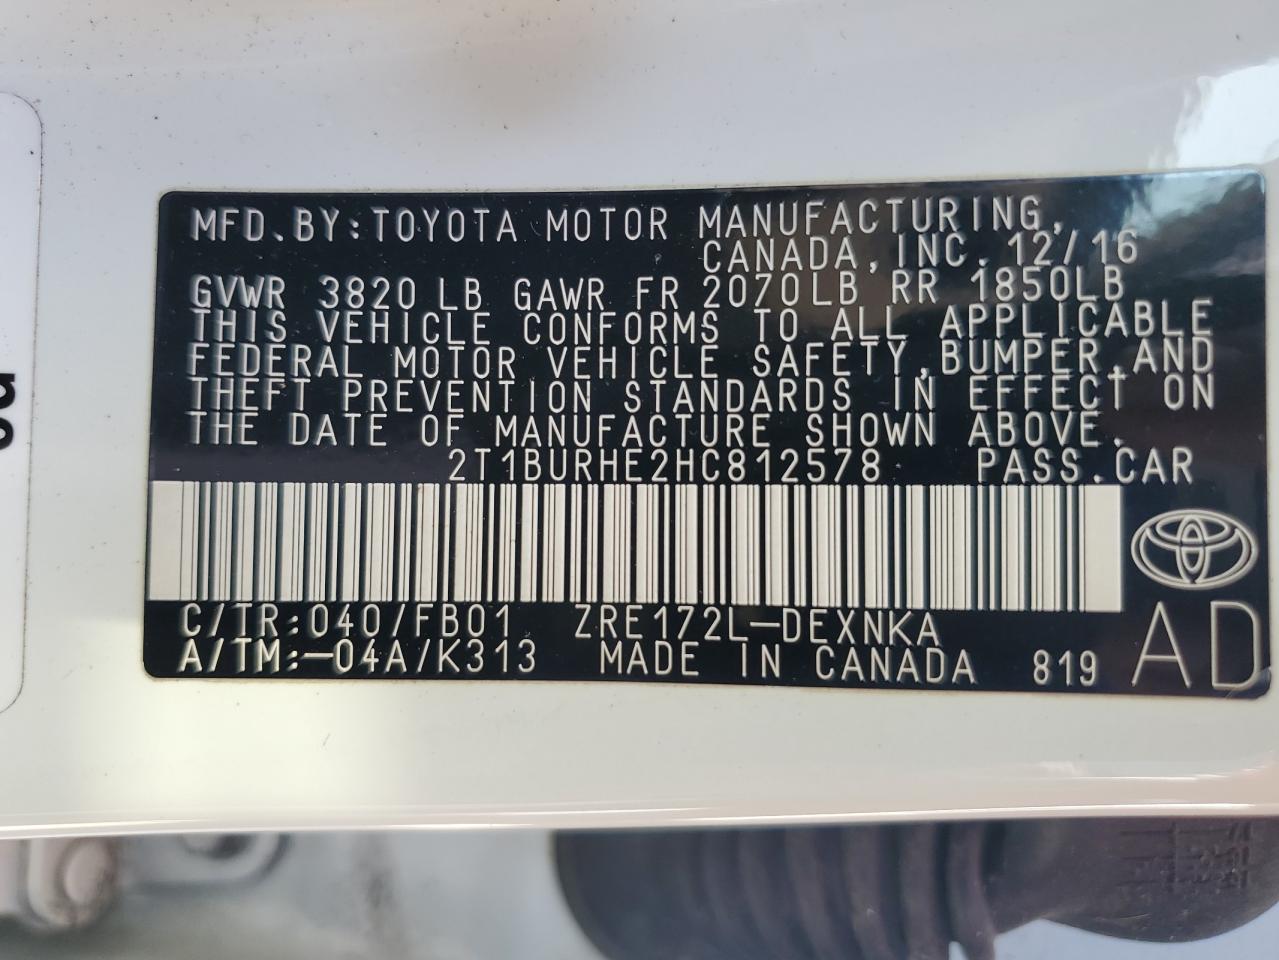 MFD.BY:TOYOTA MOTOR MANUFACTURING,
CANADA,INC. 12/16
GVWR 3820 LB GAWR FR 2070LB RR 1850LB
THIS VEHICLE CONFORMS TO ALL APPLICABLE
FEDERAL MOTOR VEHICLE SAFETY,BUMPER,AND
THEFT PREVENTION STANDARDS IN EFFECT ON
THE DATE OF MANUFACTURE SHOWN ABOVE.
2T1BURHE2HC812578 PASS.CAR
C/TR:040/FB01 ZRE172L-DEXNKA
A/TM:-04A/K313 MADE IN CANADA 819 AD